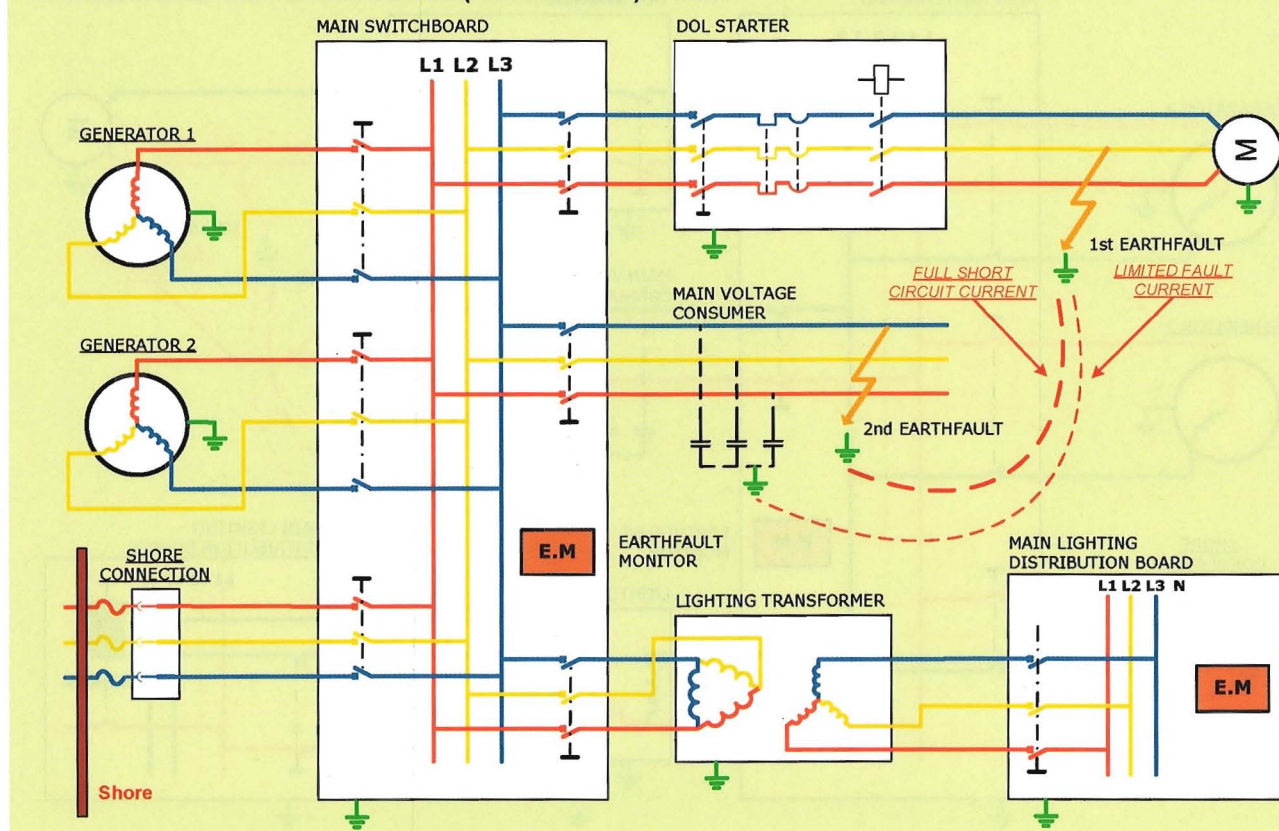 MAIN SWITCHBOARD
DOL STARTER
L1 L2 L3
GENERATOR 1
M
1st EARTHFAULT
FULL SHORT
CIRCUIT CURRENT
LIMITED FAULT
CURRENT
MAIN VOLTAGE
CONSUMER
GENERATOR 2
2nd EARTHFAULT
E.M
EARTHFAULT
MONITOR
SHORE
CONNECTION
MAIN LIGHTING
DISTRIBUTION BOARD
L1 L2 L3 N
LIGHTING TRANSFORMER
E.M
Shore